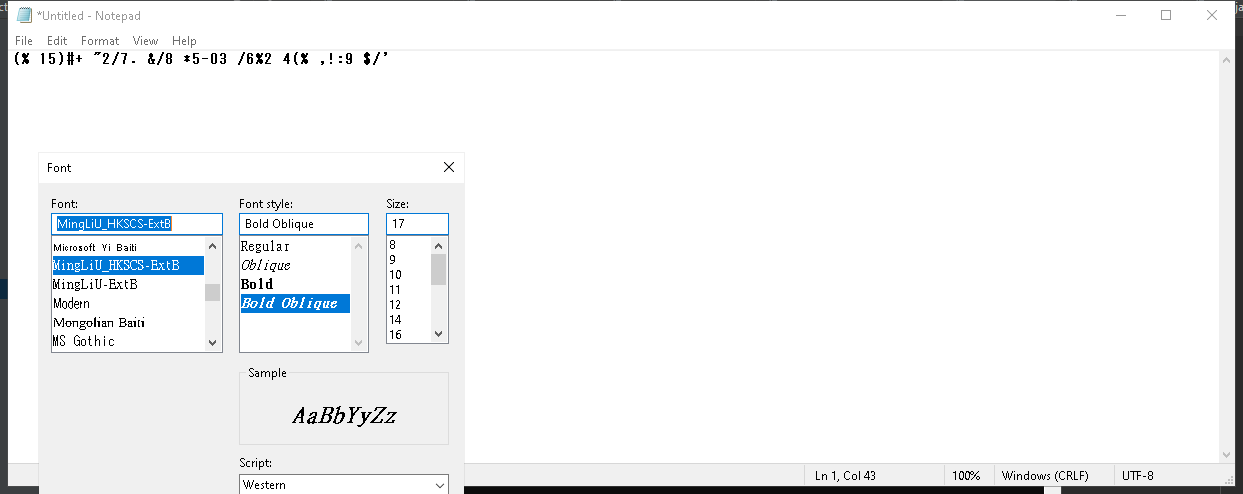 *Untitled - Notepad
File Edit Format View Help
(% 15)#+ "2/7. &/8 *5-03 /6%2 4(% ,!:9 $/'
Font
Font: Font style: Size:
MingLiU_HKSCS-ExtB Bold Oblique 17
Microsoft Yi Baiti Regular 8
MingLiU_HKSCS-ExtB Oblique 9
MingLiU-ExtB Bold 10
Modern Bold Oblique 11
Mongolian Baiti 12
MS Gothic 14
16
Sample
AaBbYyZz
Script:
Western
Ln 1, Col 43 100% Windows (CRLF) UTF-8